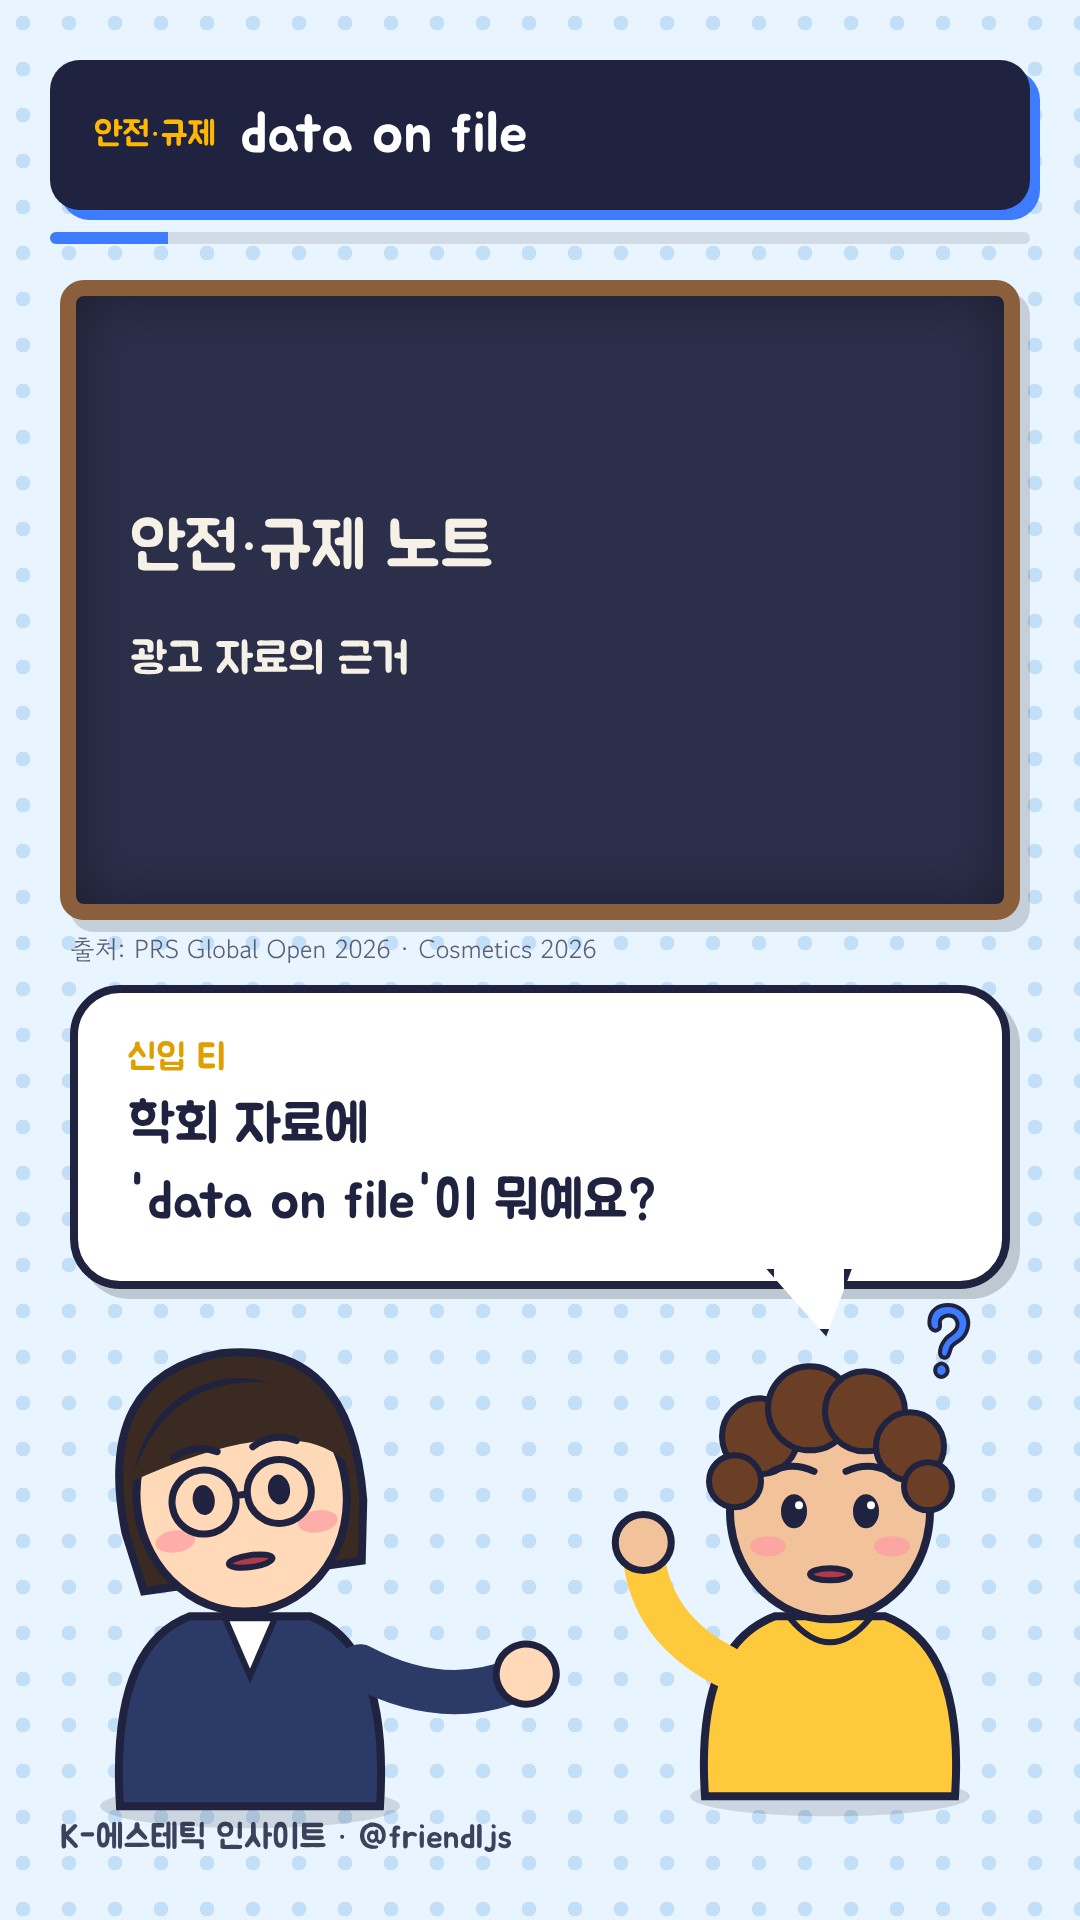 안전·규제 data on file
안전·규제 노트
광고 자료의 근거
출처: PRS Global Open 2026 · Cosmetics 2026
신입 티
학회 자료에
'data on file'이 뭐예요?
?
K-에스테틱 인사이트 · @friendljs